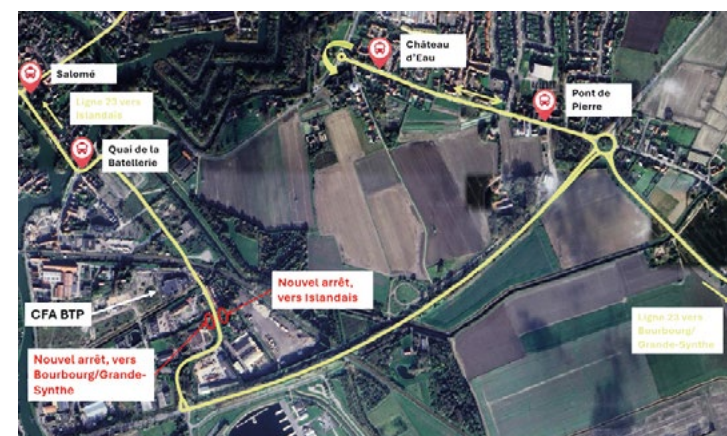 Château
d'Eau
Salomé
Pont de
Pierre
Ligne 23 vers
Islandais
Quai de la
Batellerie
Nouvel arrêt,
vers Islandais
CFA BTP
Ligne 23 vers
Bourbourg/
Grande-Synthe
Nouvel arrêt, vers
Bourbourg/Grande-
Synthe